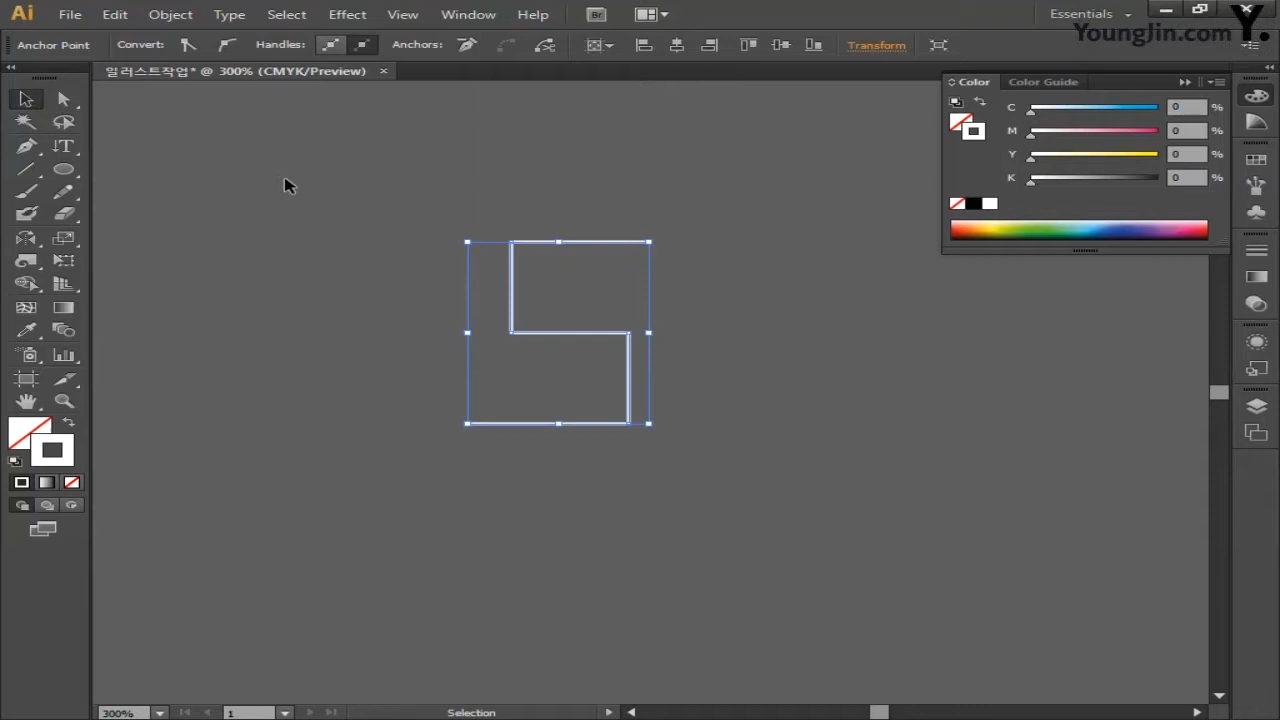 Ai File Edit Object Type Select Effect View Window Help Br Essentials
YoungJin.com Y.
Anchor Point Convert: Handles: Anchors: Transform
일러스트작업* @ 300% (CMYK/Preview) ×
Color Color Guide
C 0 %
M 0 %
Y 0 %
K 0 %
300% 1 Selection